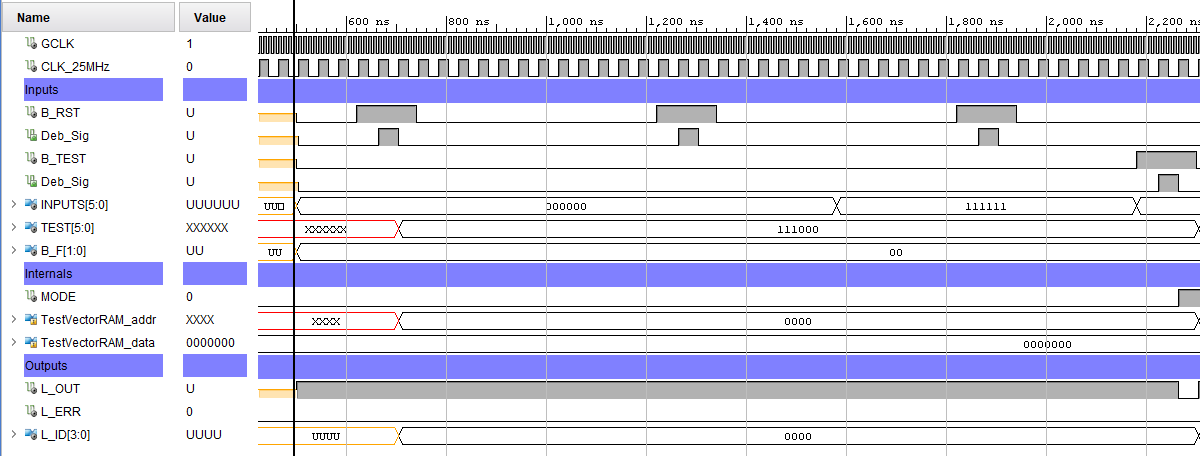 Name Value 600 ns 800 ns 1,000 ns 1,200 ns 1,400 ns 1,600 ns 1,800 ns 2,000 ns 2,200 ns
GCLK 1
CLK_25MHz 0
Inputs
B_RST U
Deb_Sig U
B_TEST U
Deb_Sig U
INPUTS[5:0] UUUUUU UU 000000 111111
TEST[5:0] XXXXXX XXXXXX 111000
B_F[1:0] UU UU 00
Internals
MODE 0
TestVectorRAM_addr XXXX XXXX 0000
TestVectorRAM_data 0000000 0000000
Outputs
L_OUT U
L_ERR 0
L_ID[3:0] UUUU UUUU 0000